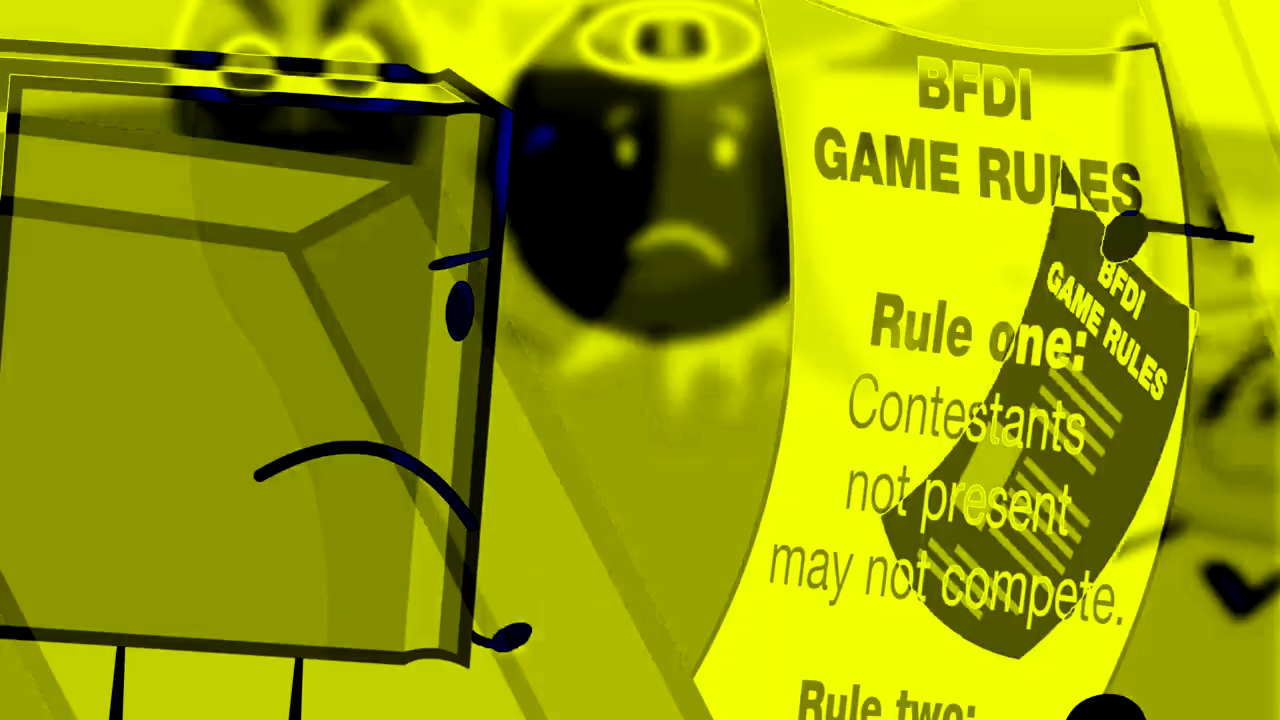 BFDI
GAME RULES
Rule one:
Contestants
not present
may not compete.
Rule two:
BFDI
GAME RULES